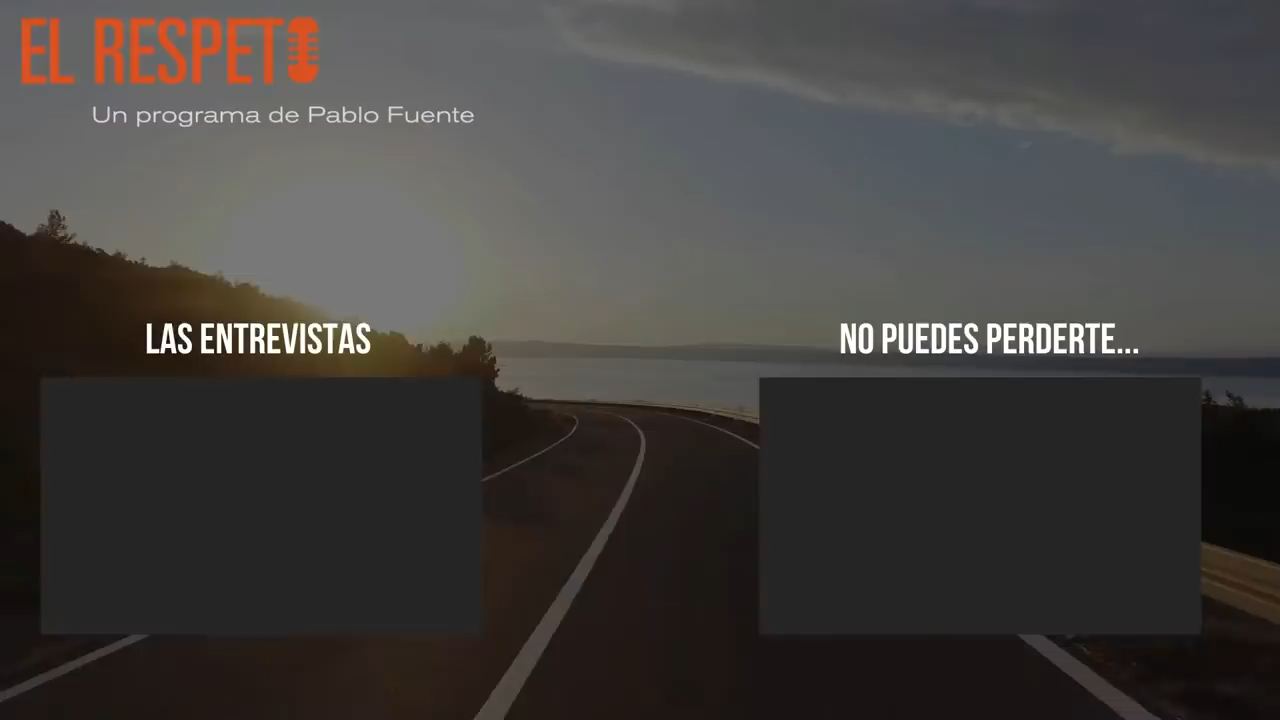 EL RESPETO
Un programa de Pablo Fuente
LAS ENTREVISTAS
NO PUEDES PERDERTE...